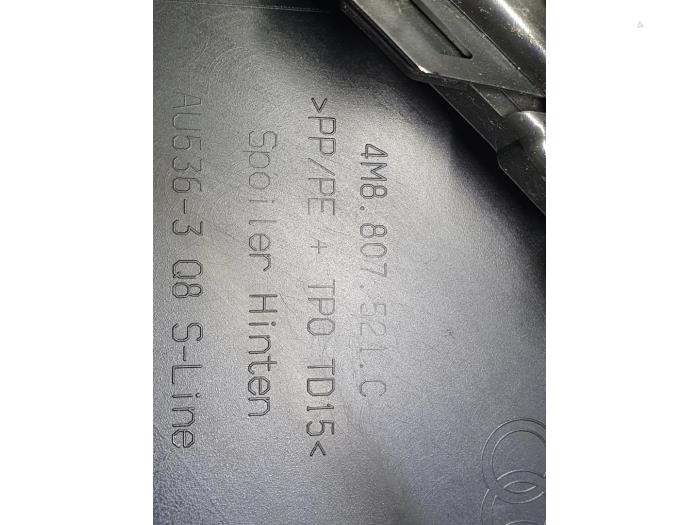 4M8.807.521.C
>PP/PE + TPO TD15<
Spoiler Hinten
AU536-3 Q8 S-Line